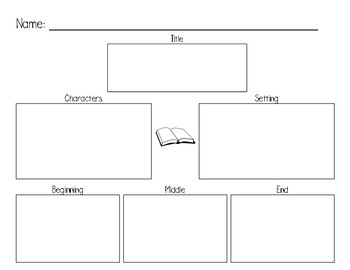 Name:
Title
Characters Setting
Beginning Middle End